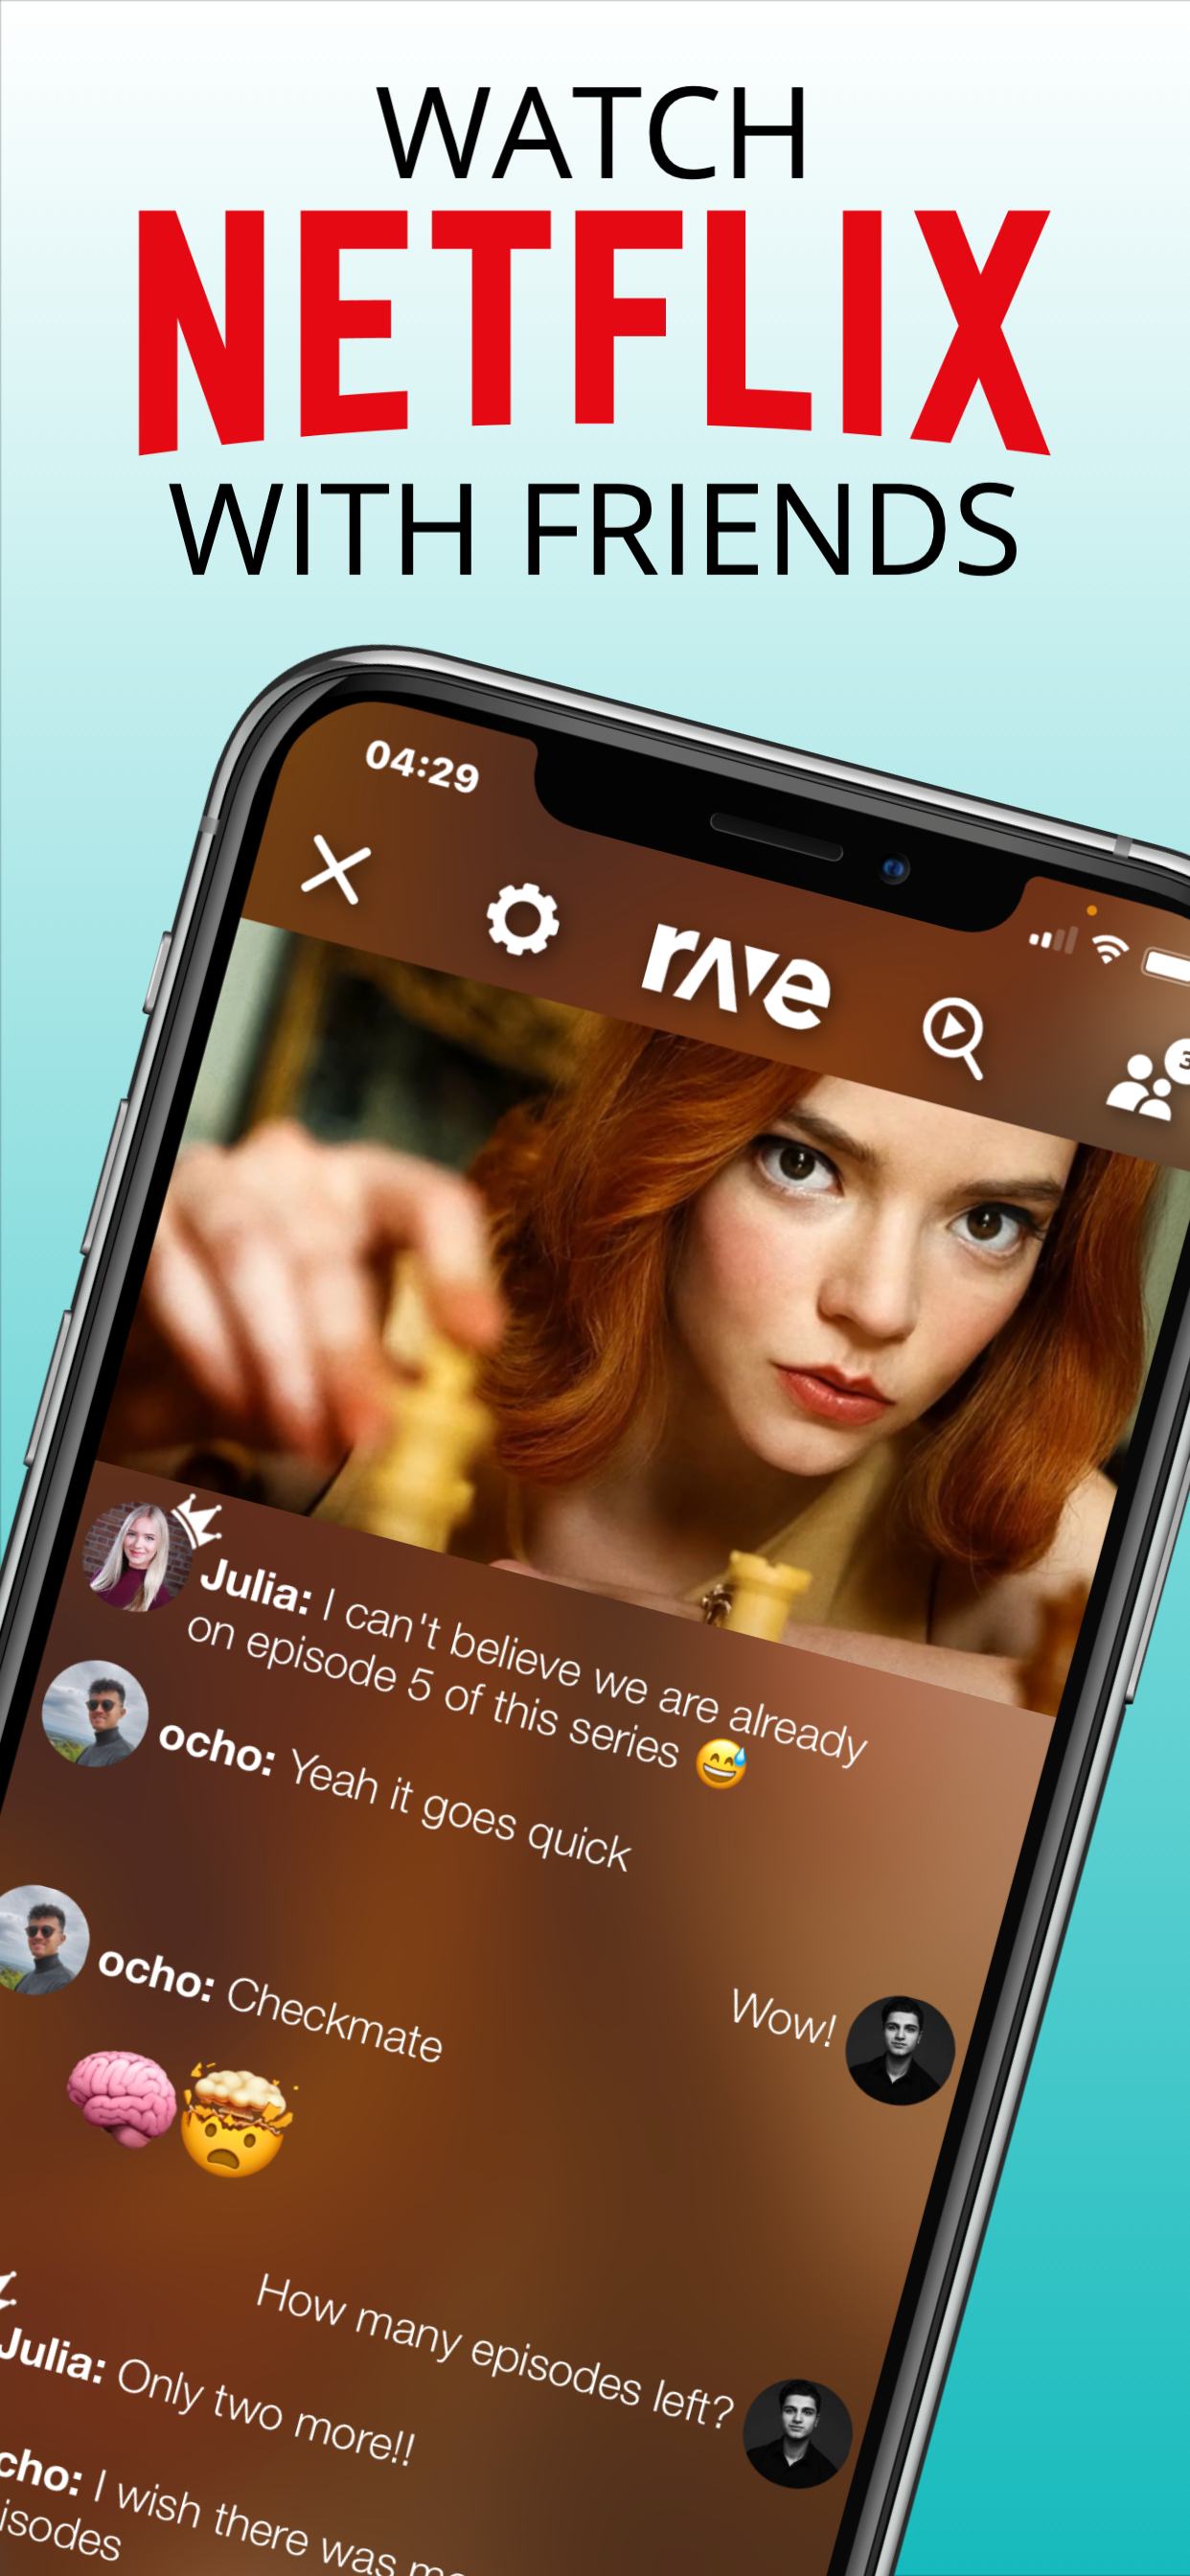 WATCH
NETFLIX
WITH FRIENDS
04:29
rave
3
Julia: I can't believe we are already
on episode 5 of this series 😅
ocho: Yeah it goes quick
Wow!
ocho: Checkmate
🧠🤯
How many episodes left?
Julia: Only two more!!
cho: I wish there was
isodes